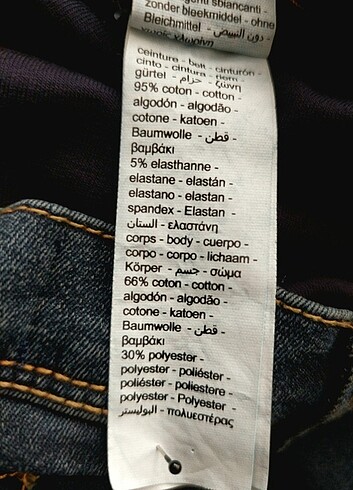 sbiancanti -
zonder bleekmiddel - ohne
Bleichmittel - دون التبييض -
χωρίς χλωρίνη
Ceinture - belt - cinturón -
cinto - cintura - riem -
gürtel - حزام - ζώνη
95% coton - cotton -
algodón - algodão -
cotone - katoen -
Baumwolle - قطن -
βαμβάκι
5% elasthanne -
elastane - elastán -
elastano - elastan -
spandex - Elastan -
الستان - ελαστάνη
corps - body - cuerpo -
corpo - corpo - lichaam -
Körper - جسم - σώμα
66% coton - cotton -
algodón - algodão -
cotone - katoen -
Baumwolle - قطن -
βαμβάκι
30% polyester -
polyester - poliéster -
poliéster - poliestere -
polyester - Polyester -
البوليستر - πολυεστέρας